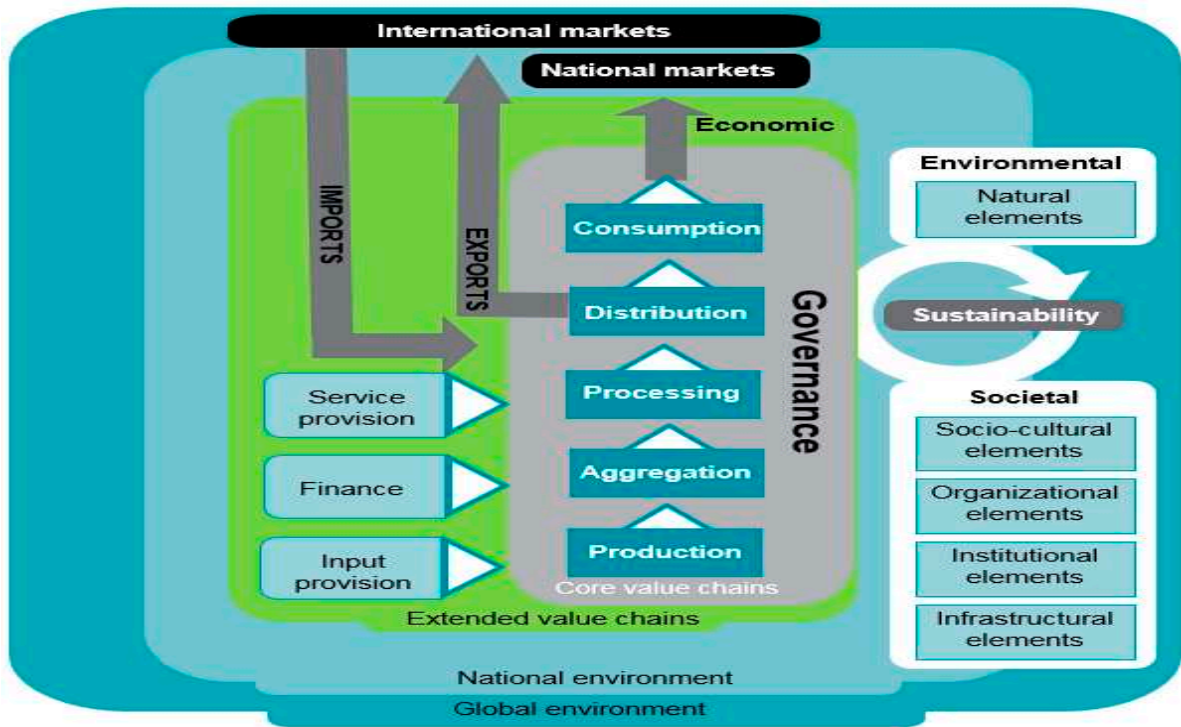 International markets
National markets
Economic
IMPORTS
EXPORTS
Consumption
Distribution
Processing
Aggregation
Production
Governance
Core value chains
Service
provision
Finance
Input
provision
Extended value chains
National environment
Global environment
Environmental
Natural
elements
Sustainability
Societal
Socio-cultural
elements
Organizational
elements
Institutional
elements
Infrastructural
elements